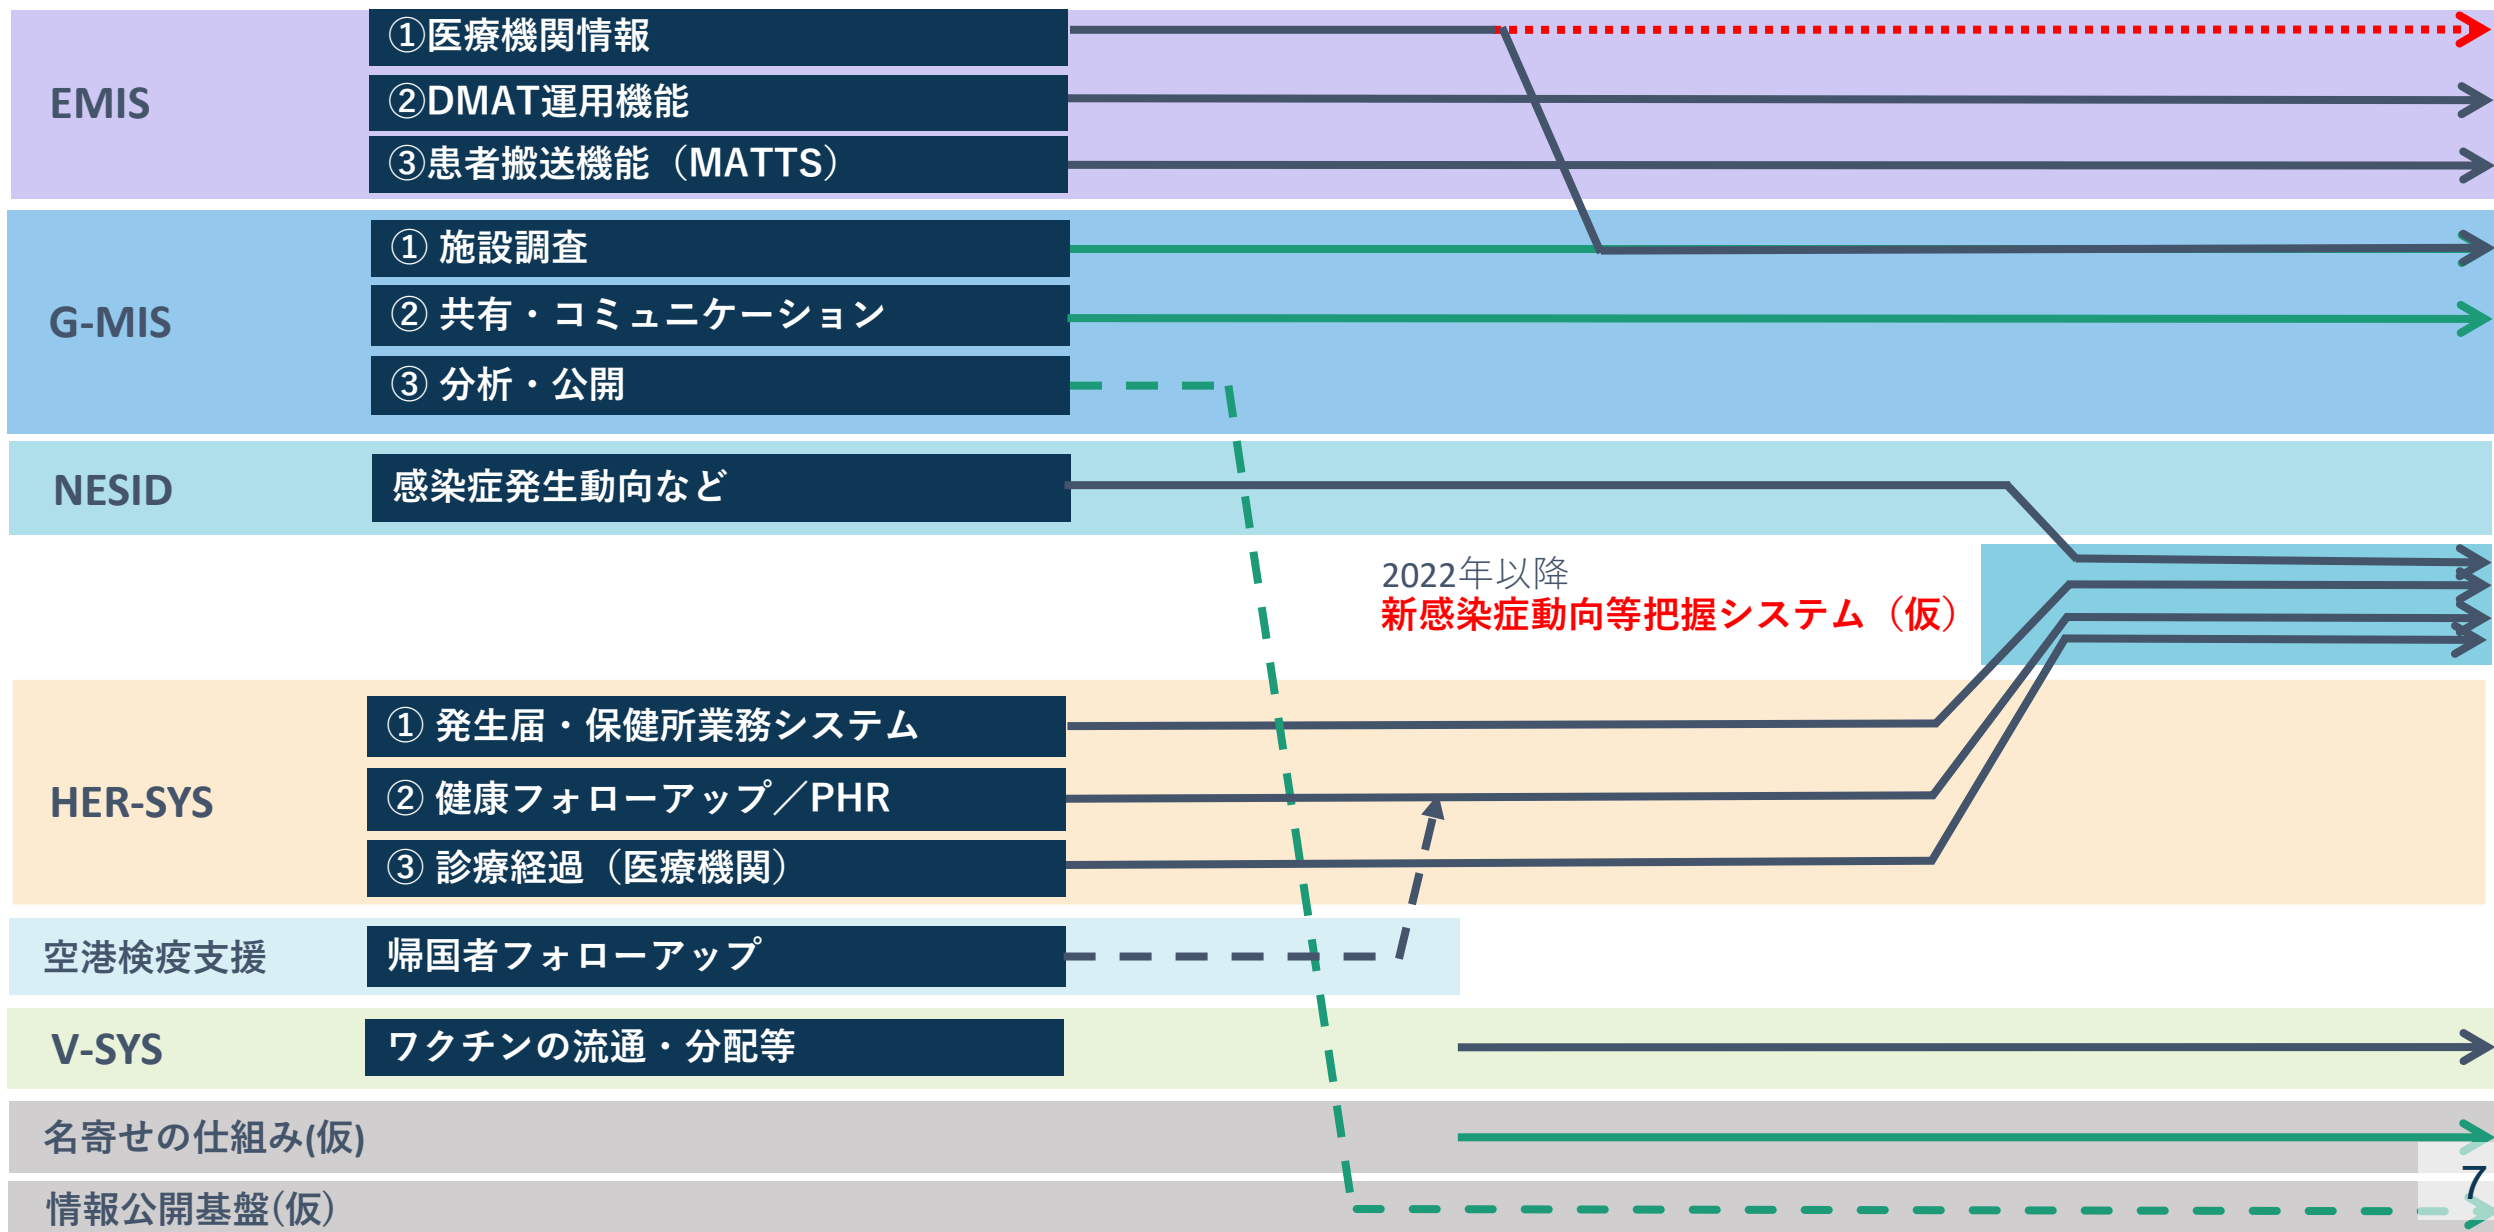 EMIS
①医療機関情報
②DMAT運用機能
③患者搬送機能（MATTS）
G-MIS
① 施設調査
② 共有・コミュニケーション
③ 分析・公開
NESID
感染症発生動向など
2022年以降
新感染症動向等把握システム（仮）
HER-SYS
① 発生届・保健所業務システム
② 健康フォローアップ／PHR
③ 診療経過（医療機関）
空港検疫支援
帰国者フォローアップ
V-SYS
ワクチンの流通・分配等
名寄せの仕組み(仮)
情報公開基盤(仮)
7